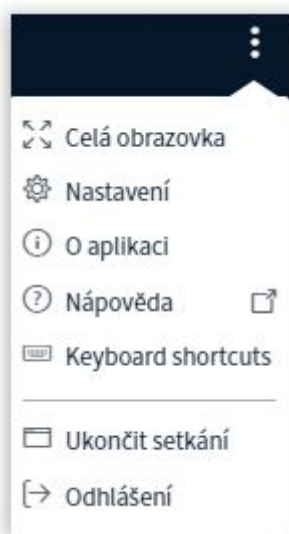 Celá obrazovka
Nastavení
O aplikaci
Nápověda
Keyboard shortcuts
Ukončit setkání
Odhlášení